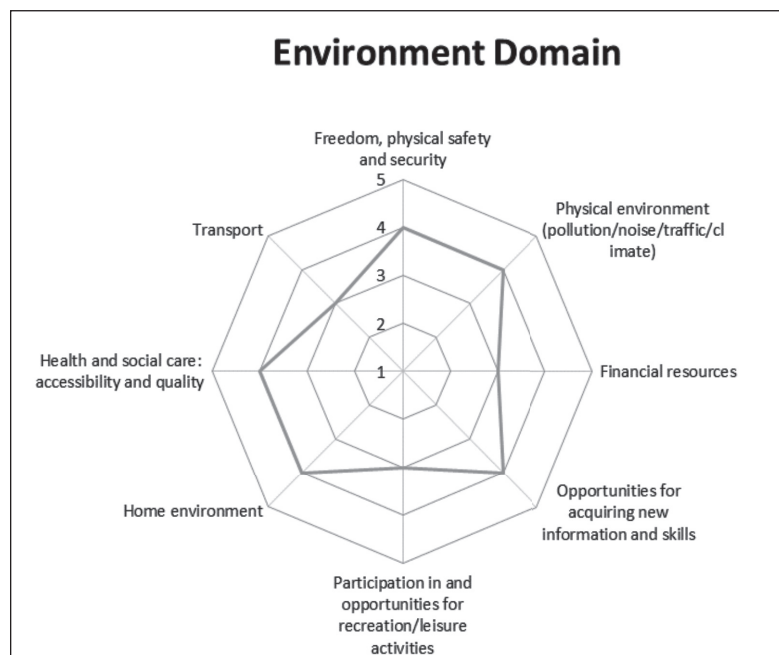 Environment Domain
Freedom, physical safety
and security
5
4
3
2
1
Physical environment
(pollution/noise/traffic/cl
imate)
Financial resources
Opportunities for
acquiring new
information and skills
Participation in and
opportunities for
recreation/leisure
activities
Home environment
Health and social care:
accessibility and quality
Transport